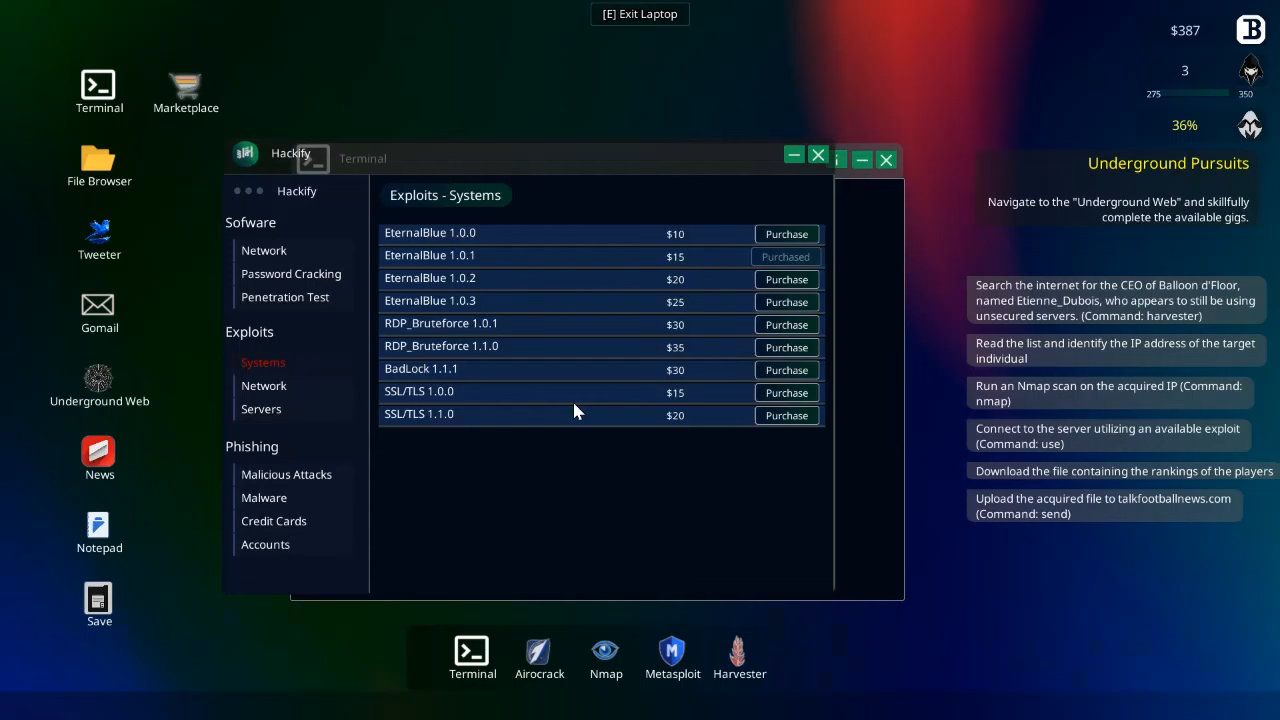 [E] Exit Laptop
$387
3
275
350
36%
Terminal
Marketplace
File Browser
Tweeter
Gomail
Underground Web
News
Notepad
Save
Hackify
Terminal
Hackify
Sofware
Network
Password Cracking
Penetration Test
Exploits
Systems
Network
Servers
Phishing
Malicious Attacks
Malware
Credit Cards
Accounts
Exploits - Systems
EternalBlue 1.0.0 $10 Purchase
EternalBlue 1.0.1 $15 Purchased
EternalBlue 1.0.2 $20 Purchase
EternalBlue 1.0.3 $25 Purchase
RDP_Bruteforce 1.0.1 $30 Purchase
RDP_Bruteforce 1.1.0 $35 Purchase
BadLock 1.1.1 $30 Purchase
SSL/TLS 1.0.0 $15 Purchase
SSL/TLS 1.1.0 $20 Purchase
Underground Pursuits
Navigate to the "Underground Web" and skillfully
complete the available gigs.
Search the internet for the CEO of Balloon d'Floor,
named Etienne_Dubois, who appears to still be using
unsecured servers. (Command: harvester)
Read the list and identify the IP address of the target
individual
Run an Nmap scan on the acquired IP (Command:
nmap)
Connect to the server utilizing an available exploit
(Command: use)
Download the file containing the rankings of the players
Upload the acquired file to talkfootballnews.com
(Command: send)
Terminal
Airocrack
Nmap
Metasploit
Harvester